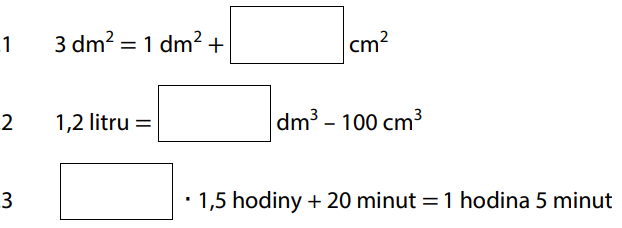 .1 3 dm² = 1 dm² + cm²
.2 1,2 litru = dm³ – 100 cm³
.3 · 1,5 hodiny + 20 minut = 1 hodina 5 minut